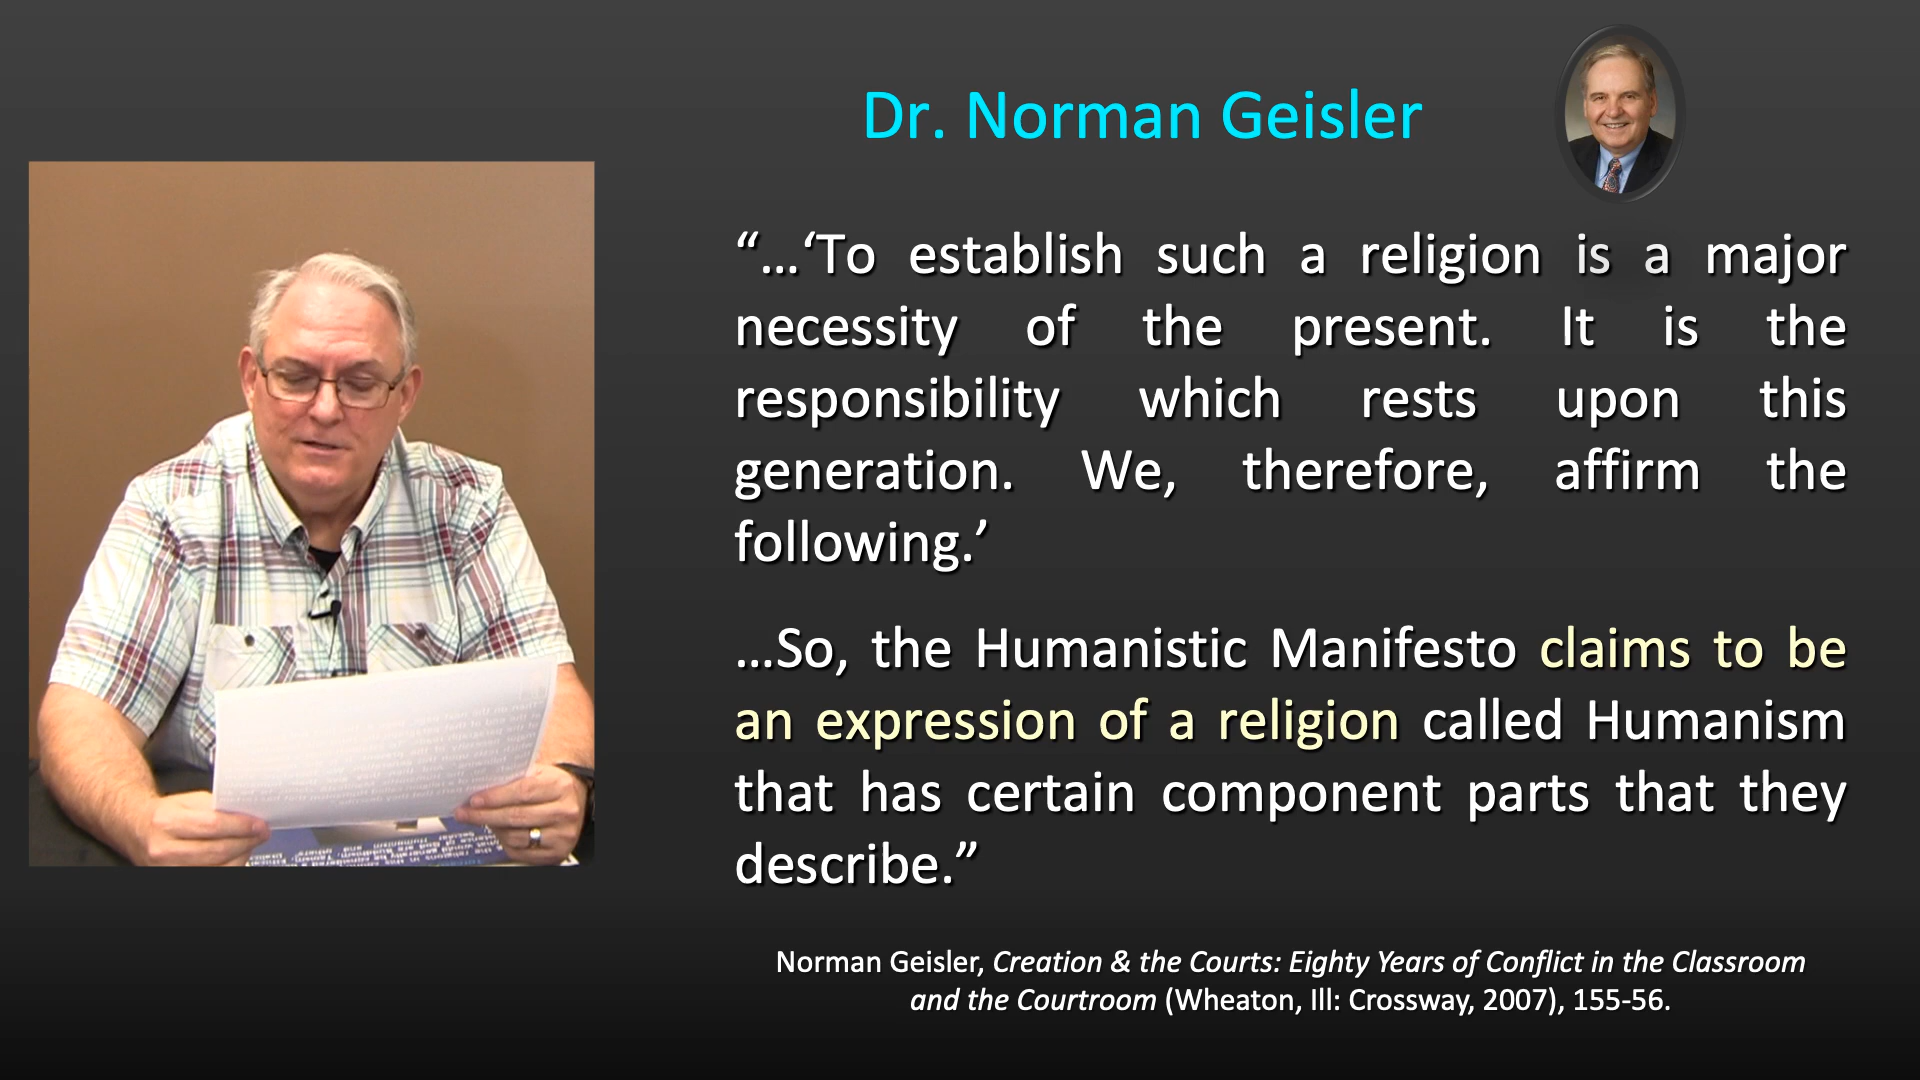 Dr. Norman Geisler
“…‘To establish such a religion is a major
necessity of the present. It is the
responsibility which rests upon this
generation. We, therefore, affirm the
following.’
…So, the Humanistic Manifesto claims to be
an expression of a religion called Humanism
that has certain component parts that they
describe.”
Norman Geisler, Creation & the Courts: Eighty Years of Conflict in the Classroom
and the Courtroom (Wheaton, Ill: Crossway, 2007), 155-56.